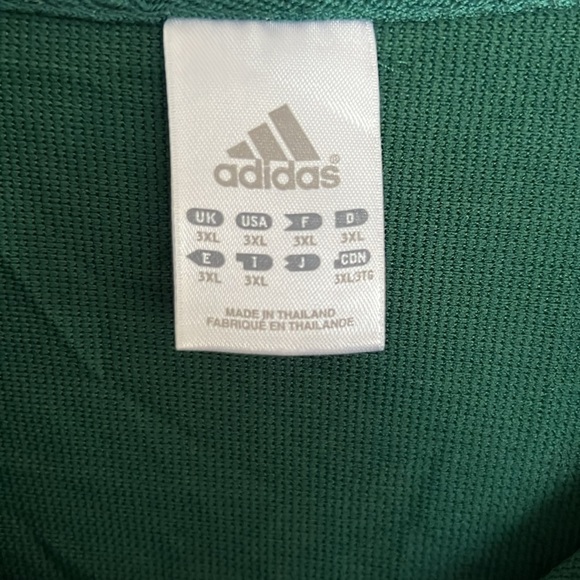 adidas®
UK USA F D
3XL 3XL 3XL 3XL
E I J CDN
3XL 3XL 3XL/3TG
MADE IN THAILAND
FABRIQUÉ EN THAILANDE